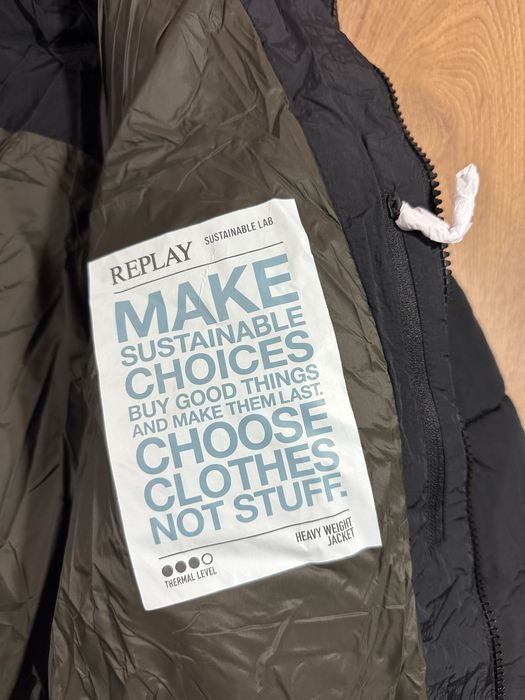 REPLAY SUSTAINABLE LAB
MAKE
SUSTAINABLE
CHOICES
BUY GOOD THINGS
AND MAKE THEM LAST.
CHOOSE
CLOTHES
NOT STUFF.
HEAVY WEIGHT
JACKET
THERMAL LEVEL